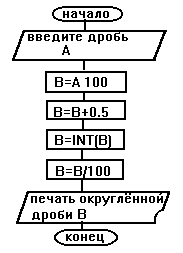 начало
введите дробь
A
B=A 100
B=B+0.5
B=INT(B)
B=B/100
печать округлённой
дроби B
конец